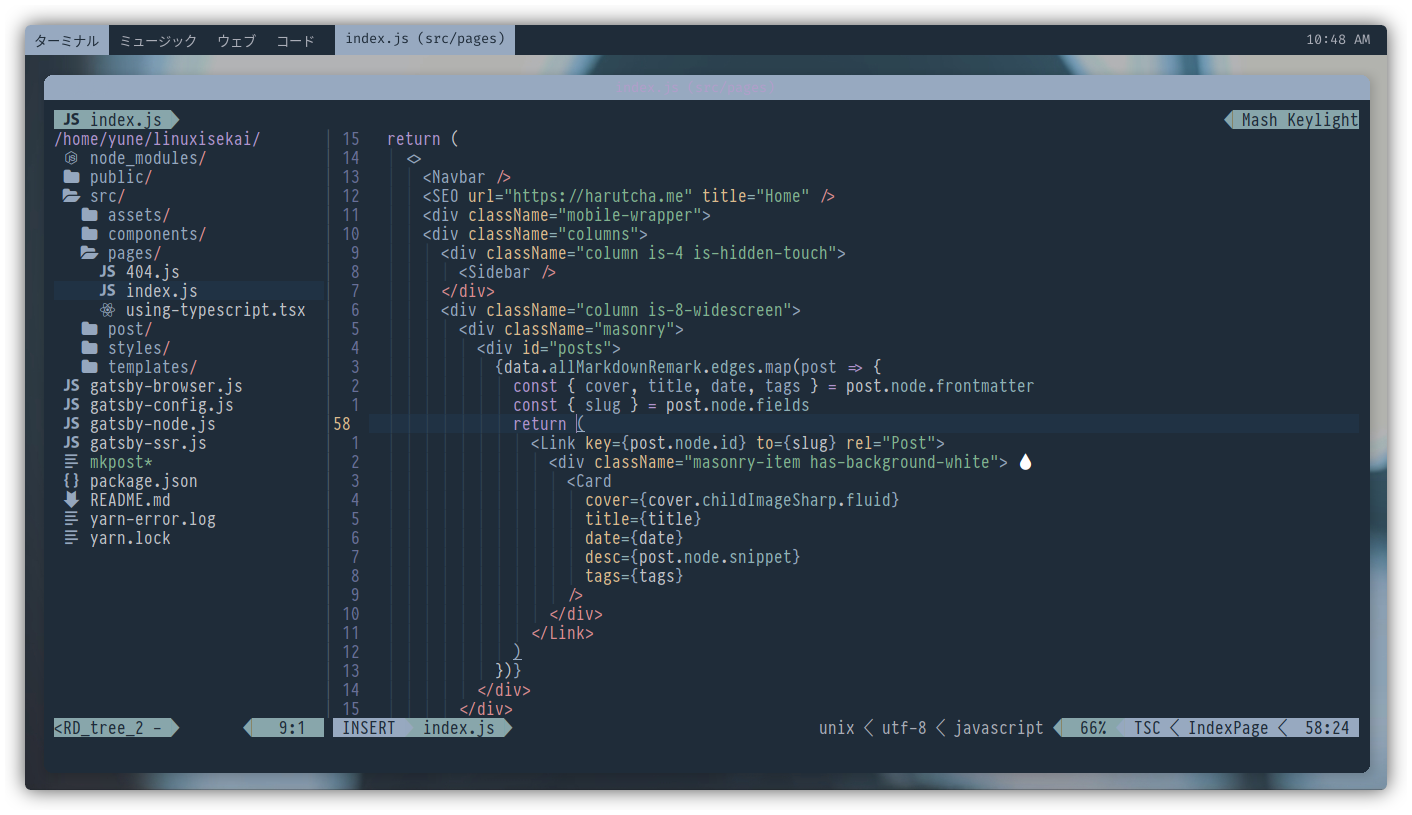 ターミナル ミュージック ウェブ コード index.js (src/pages) 10:48 AM
JS index.js Mash Keylight
/home/yune/linuxisekai/
node_modules/
public/
src/
assets/
components/
pages/
JS 404.js
JS index.js
using-typescript.tsx
post/
styles/
templates/
JS gatsby-browser.js
JS gatsby-config.js
JS gatsby-node.js
JS gatsby-ssr.js
mkpost*
{} package.json
README.md
yarn-error.log
yarn.lock
<RD_tree_2 - 9:1
15 return (
14 <>
13 <Navbar />
12 <SEO url="https://harutcha.me" title="Home" />
11 <div className="mobile-wrapper">
10 <div className="columns">
9 <div className="column is-4 is-hidden-touch">
8 <Sidebar />
7 </div>
6 <div className="column is-8-widescreen">
5 <div className="masonry">
4 <div id="posts">
3 {data.allMarkdownRemark.edges.map(post => {
2 const { cover, title, date, tags } = post.node.frontmatter
1 const { slug } = post.node.fields
58 return (
1 <Link key={post.node.id} to={slug} rel="Post">
2 <div className="masonry-item has-background-white">
3 <Card
4 cover={cover.childImageSharp.fluid}
5 title={title}
6 date={date}
7 desc={post.node.snippet}
8 tags={tags}
9 />
10 </div>
11 </Link>
12 )
13 })}
14 </div>
15 </div>
INSERT index.js unix < utf-8 < javascript 66% TSC < IndexPage < 58:24